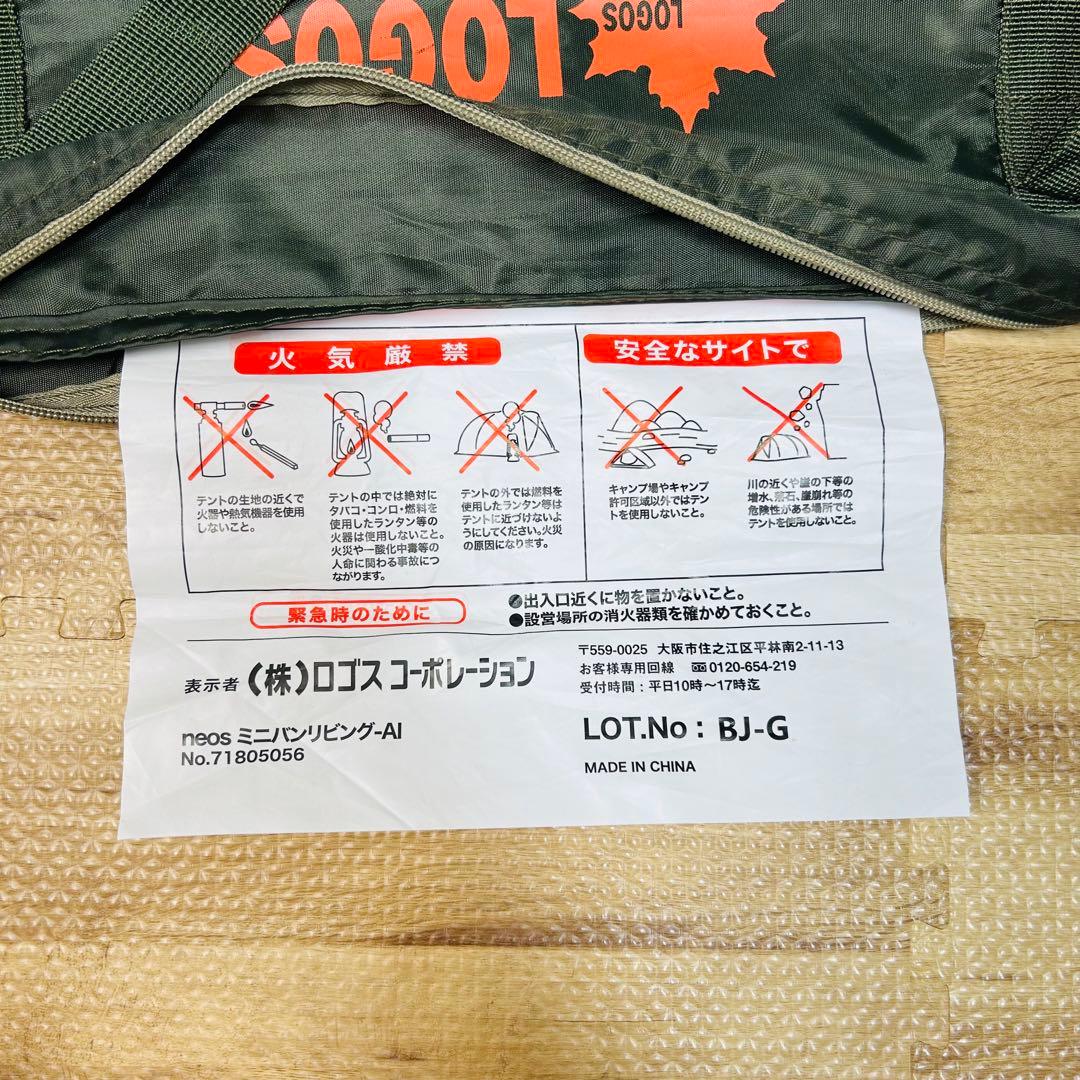 LOGOS
LOGOS
火気厳禁
テントの生地の近くで
火器や熱気機器を使用
しないこと。
テントの中では絶対に
タバコ・コンロ・燃料を
使用したランタン等の
火器は使用しないこと。
火災や一酸化中毒等の
人命に関わる事故につ
ながります。
テントの外では燃料を
使用したランタン等は
テントに近づけないよ
うにしてください。火災
の原因になります。
安全なサイトで
キャンプ場やキャンプ
許可区域以外ではテン
トを使用しないこと。
川の近くや崖の下等の
増水、落石、崖崩れ等の
危険性がある場所では
テントを使用しないこと。
緊急時のために
●出入口近くに物を置かないこと。
●設営場所の消火器類を確かめておくこと。
表示者 (株)ロゴス コーポレーション
〒559-0025 大阪市住之江区平林南2-11-13
お客様専用回線 0120-654-219
受付時間：平日10時～17時迄
neos ミニバンリビング-AI
No.71805056
LOT.No : BJ-G
MADE IN CHINA